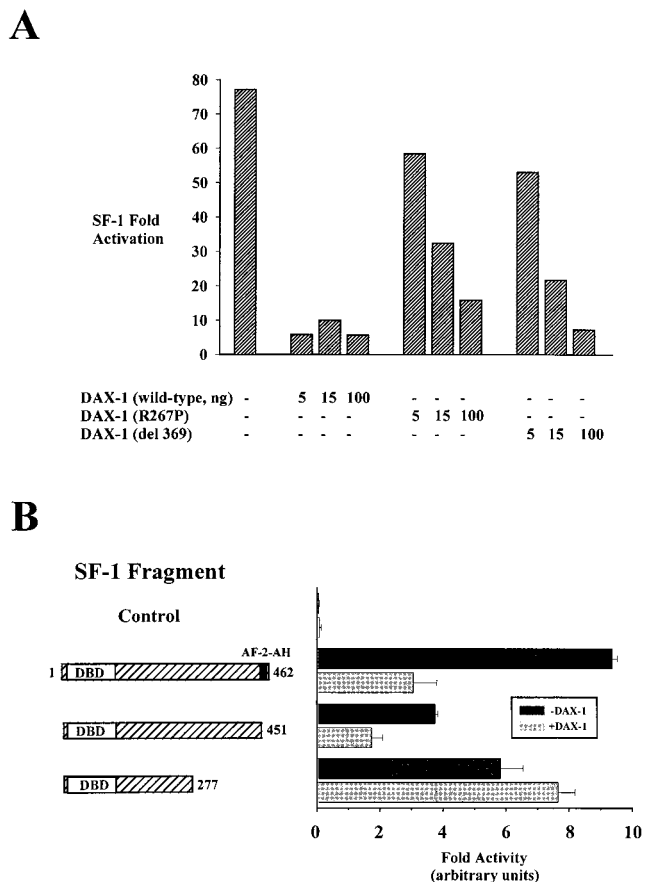 A
80
70
60
50
40
30
20
10
0
SF-1 Fold
Activation
DAX-1 (wild-type, ng) - 5 15 100 - - - - - -
DAX-1 (R267P) - - - - 5 15 100 - - -
DAX-1 (del 369) - - - - - - - 5 15 100
B
SF-1 Fragment
Control
AF-2-AH
1 DBD 462
DBD 451
DBD 277
-DAX-1
+DAX-1
0 2 4 6 8 10
Fold Activity
(arbitrary units)